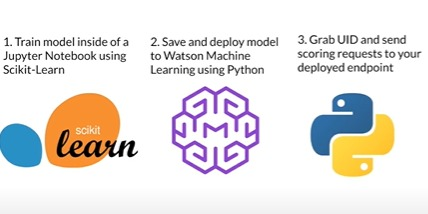 1. Train model inside of a
Jupyter Notebook using
Scikit-Learn
2. Save and deploy model
to Watson Machine
Learning using Python
3. Grab UID and send
scoring requests to your
deployed endpoint
scikit
learn